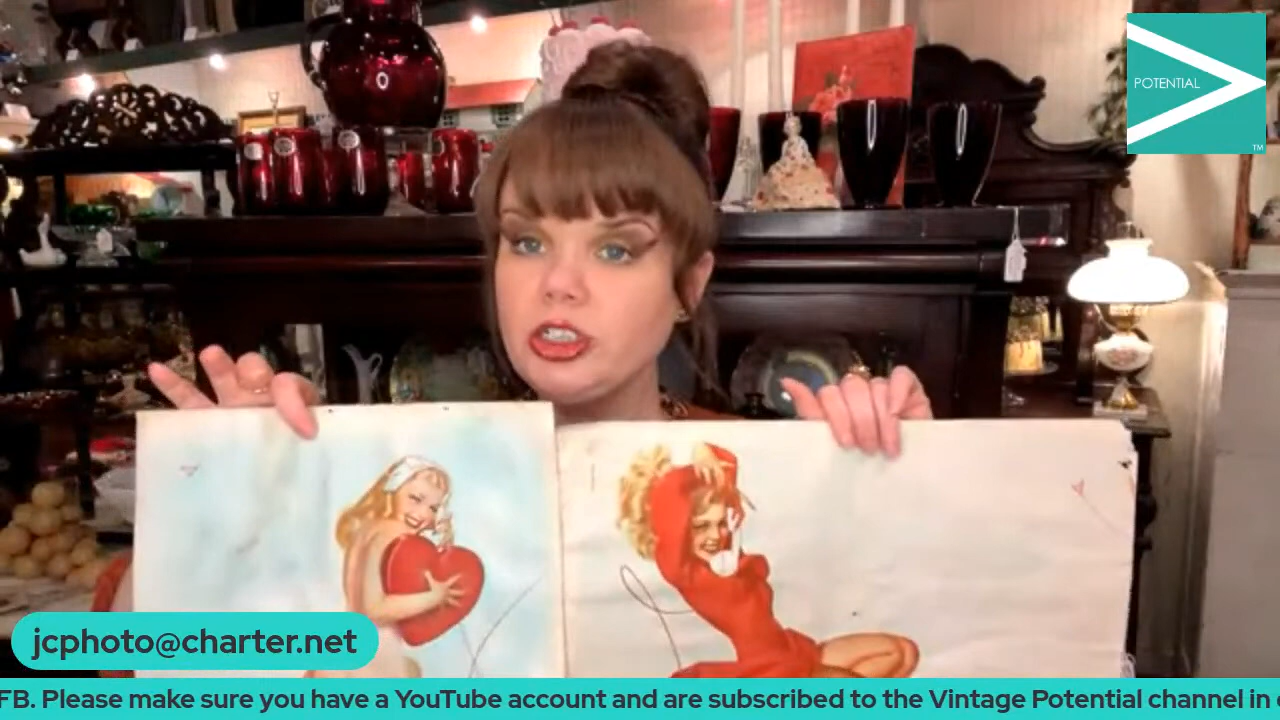 POTENTIAL
TM
jcphoto@charter.net
FB. Please make sure you have a YouTube account and are subscribed to the Vintage Potential channel in